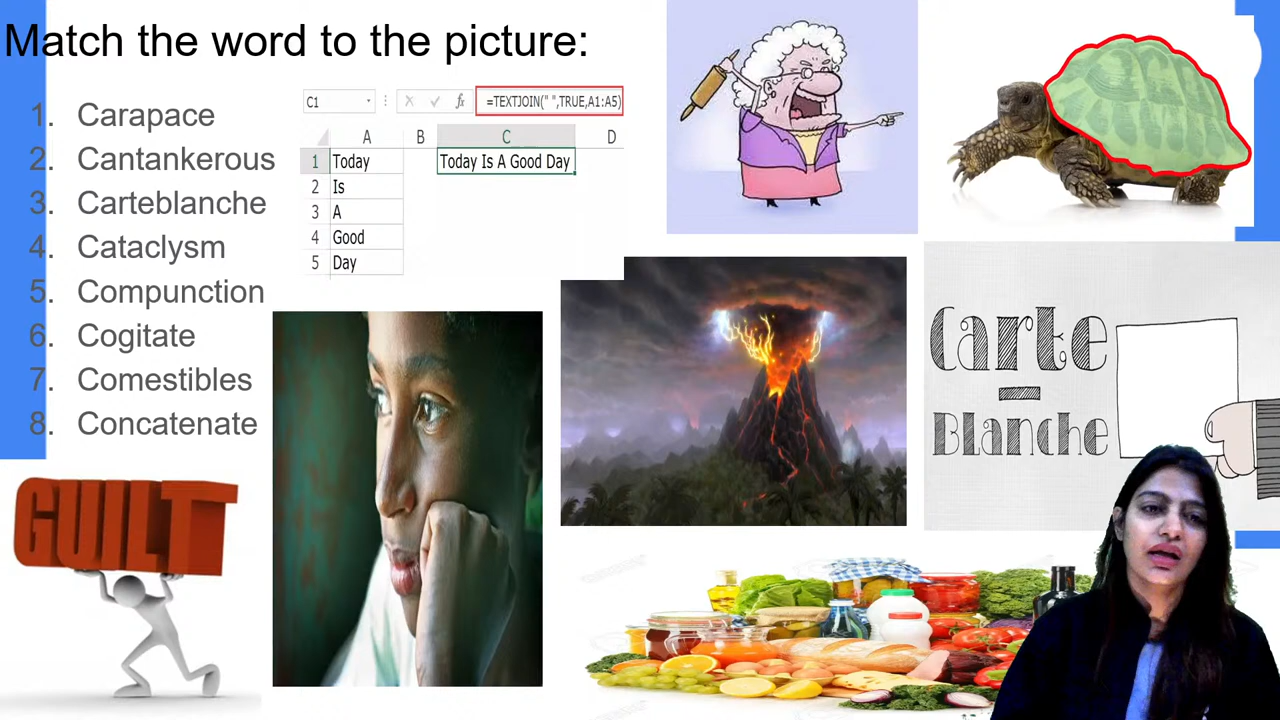 Match the word to the picture:
1. Carapace
2. Cantankerous
3. Carteblanche
4. Cataclysm
5. Compunction
6. Cogitate
7. Comestibles
8. Concatenate
C1 fx =TEXTJOIN(" ",TRUE,A1:A5)
A B C D
1 Today Today Is A Good Day
2 Is
3 A
4 Good
5 Day
Carte
-
Blanche
GUILT